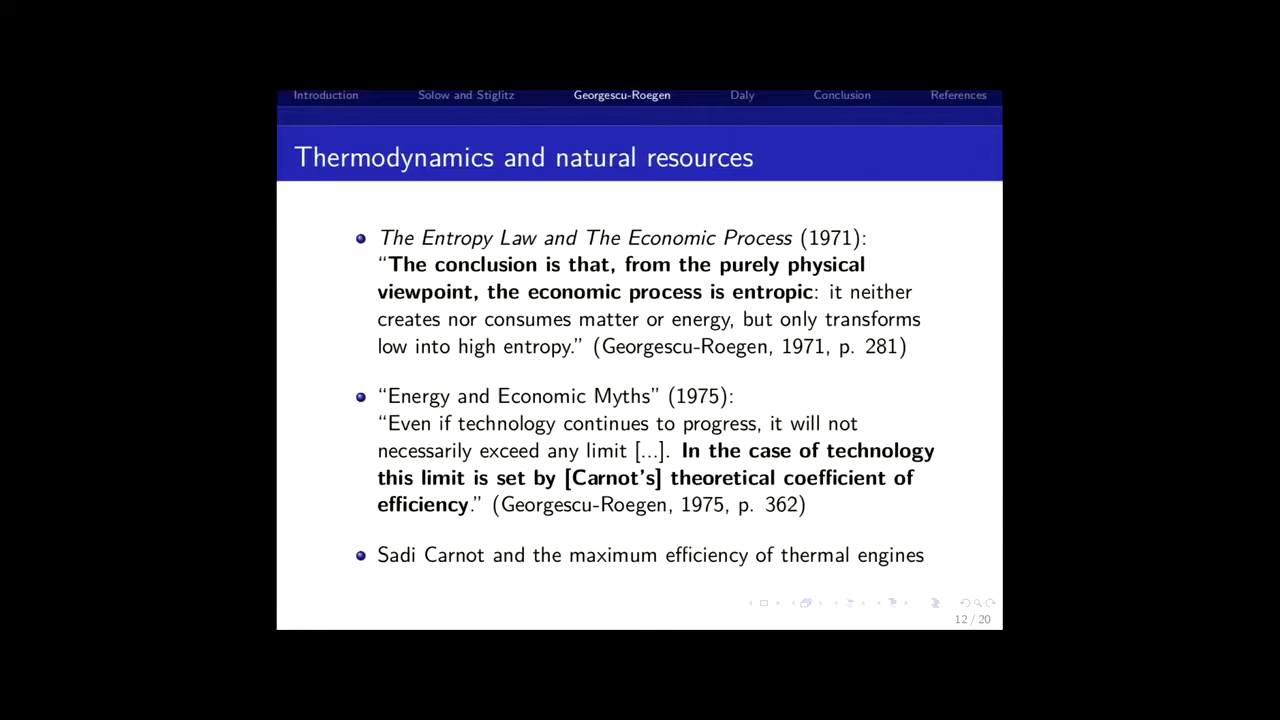 Introduction Solow and Stiglitz Georgescu-Roegen Daly Conclusion References
Thermodynamics and natural resources
The Entropy Law and The Economic Process (1971):
“The conclusion is that, from the purely physical
viewpoint, the economic process is entropic: it neither
creates nor consumes matter or energy, but only transforms
low into high entropy.” (Georgescu-Roegen, 1971, p. 281)
“Energy and Economic Myths” (1975):
“Even if technology continues to progress, it will not
necessarily exceed any limit [...]. In the case of technology
this limit is set by [Carnot's] theoretical coefficient of
efficiency.” (Georgescu-Roegen, 1975, p. 362)
Sadi Carnot and the maximum efficiency of thermal engines
12 / 20